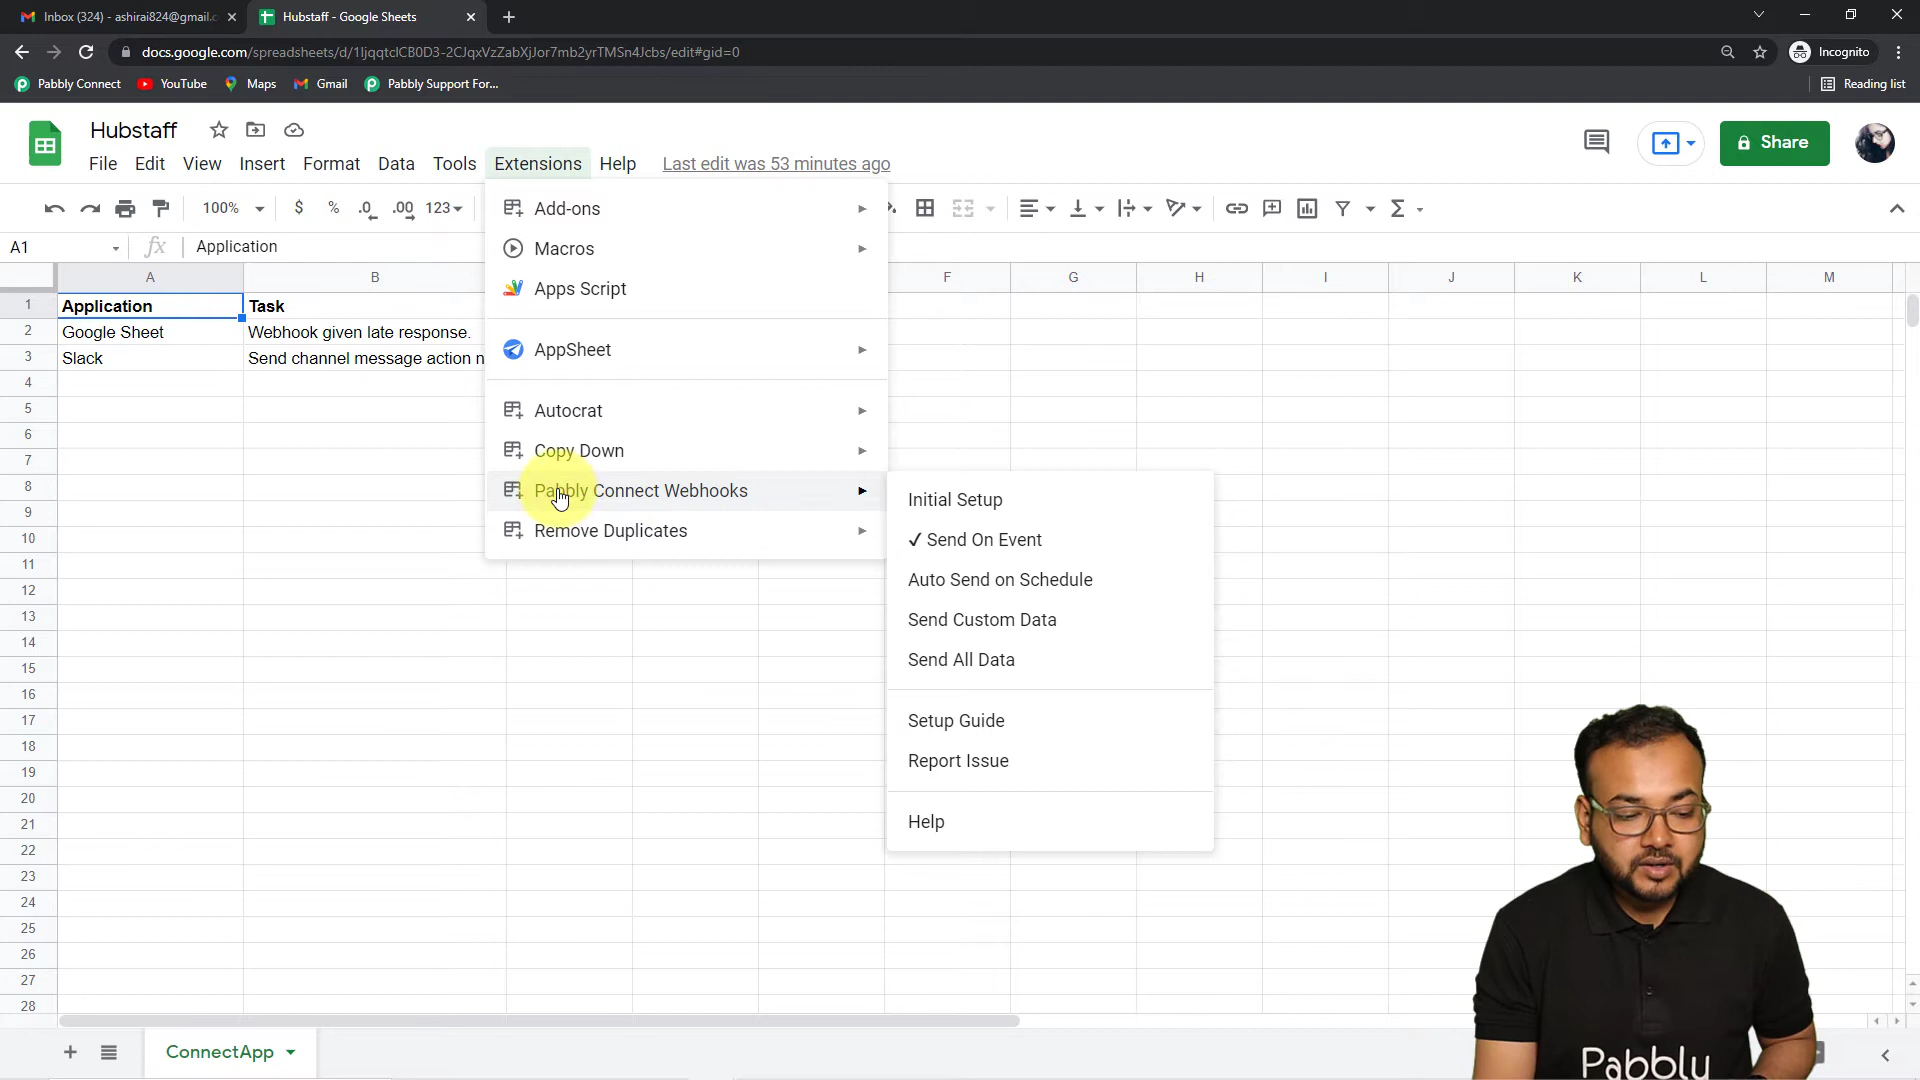 Inbox (324) - ashirai824@gmail.c
Hubstaff - Google Sheets
docs.google.com/spreadsheets/d/1IjqqtclCB0D3-2CJqxVzZabXjJor7mb2yrTMSn4Jcbs/edit#gid=0
Incognito
Pabbly Connect
YouTube
Maps
Gmail
Pabbly Support For...
Reading list
Hubstaff
File Edit View Insert Format Data Tools Extensions Help Last edit was 53 minutes ago
Share
100% $ % .0 .00 123
A1 fx Application
A B F G H I J K L M
1 Application Task
2 Google Sheet Webhook given late response.
3 Slack Send channel message action n
4
5
6
7
8
9
10
11
12
13
14
15
16
17
18
19
20
21
22
23
24
25
26
27
28
Add-ons
Macros
Apps Script
AppSheet
Autocrat
Copy Down
Pabbly Connect Webhooks
Remove Duplicates
Initial Setup
✓ Send On Event
Auto Send on Schedule
Send Custom Data
Send All Data
Setup Guide
Report Issue
Help
ConnectApp
Pabbly